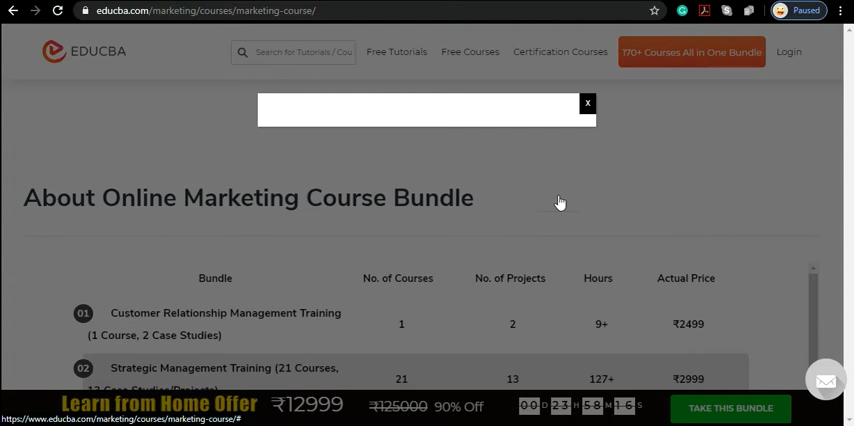 educba.com/marketing/courses/marketing-course/
Paused
EDUCBA
Search for Tutorials / Cou
Free Tutorials
Free Courses
Certification Courses
170+ Courses All in One Bundle
Login
X
About Online Marketing Course Bundle
Bundle No. of Courses No. of Projects Hours Actual Price
01 Customer Relationship Management Training
(1 Course, 2 Case Studies) 1 2 9+ ₹2499
02 Strategic Management Training (21 Courses,
13 Case Studies/Projects) 21 13 127+ ₹2999
Learn from Home Offer ₹12999 ₹125000 90% Off 00 D 23 H 58 M 16 S TAKE THIS BUNDLE
https://www.educba.com/marketing/courses/marketing-course/#